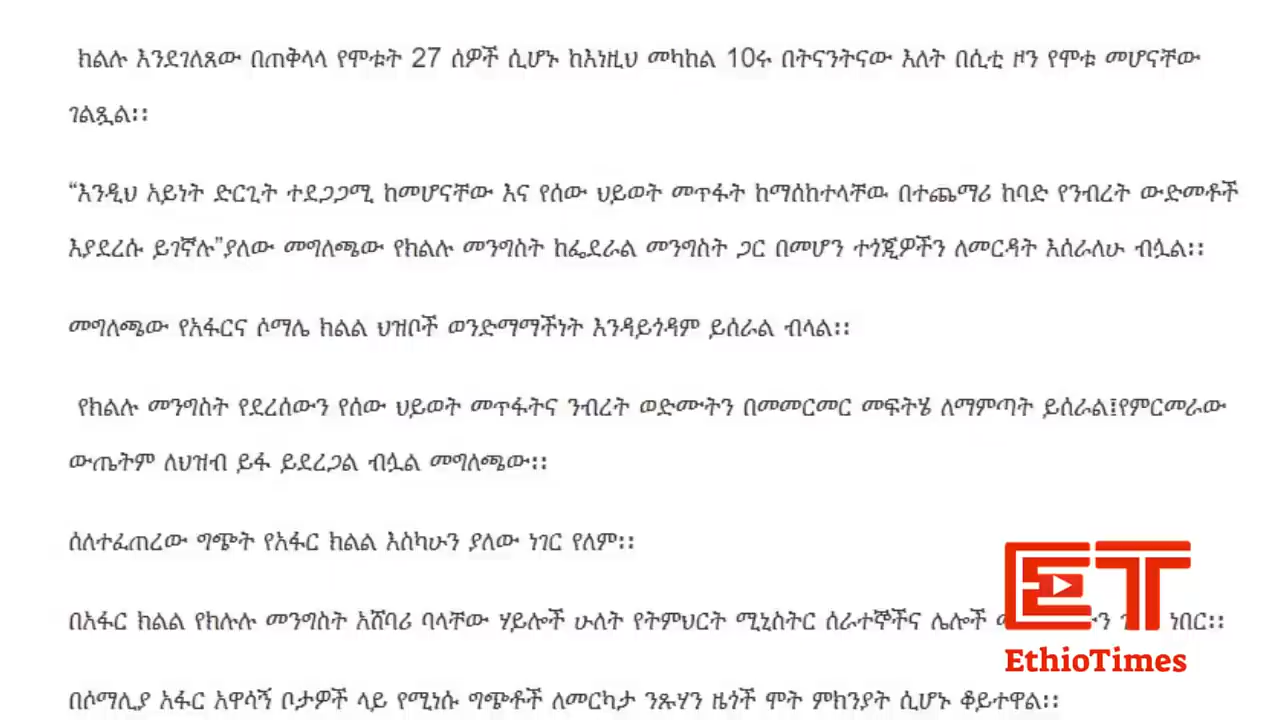 ክልሉ እንደገለጸው በጠቅላላ የሞቱት 27 ሰዎች ሲሆኑ ከእነዚህ መካከል 10ሩ በትናንትናው እለት በሲቲ ዞን የሞቱ መሆናቸው
ገልጿል፡፡
“እንዲህ አይነት ድርጊት ተደጋጋሚ ከመሆናቸው እና የሰው ህይወት መጥፋት ከማሰከተላቸዉ በተጨማሪ ከባድ የንብረት ውድመቶች
እያደረሱ ይገኛሉ”ያለው መግለጫው የክልሉ መንግስት ከፌደራል መንግስት ጋር በመሆን ተጎጂዎችን ለመርዳት እሰራለሁ ብሏል፡፡
መግለጫው የአፋርና ሶማሌ ክልል ህዝቦች ወንድማማችነት እንዳይጎዳም ይሰራል ብላል፡፡
የክልሉ መንግስት የደረሰውን የሰው ህይወት መጥፋትና ንብረት ወድሙትን በመመርመር መፍትሄ ለማምጣት ይሰራል፤የምርመራው
ውጤትም ለህዝብ ይፋ ይደረጋል ብሏል መግለጫው፡፡
ሰለተፈጠረው ግጭት የአፋር ክልል እስካሁን ያለው ነገር የለም፡፡
በአፋር ክልል የክሉሉ መንግስት አሸባሪ ባላቸው ሃይሎች ሁለት የትምህርት ሚኒስትር ሰራተኞችና ሌሎች ነበር፡፡
በሶማሊያ አፋር አዋሳኝ ቦታዎች ላይ የሚነሱ ግጭቶች ለመርካታ ንጹሃን ዜጎች ሞት ምክንያት ሲሆኑ ቆይተዋል፡፡
ET
EthioTimes